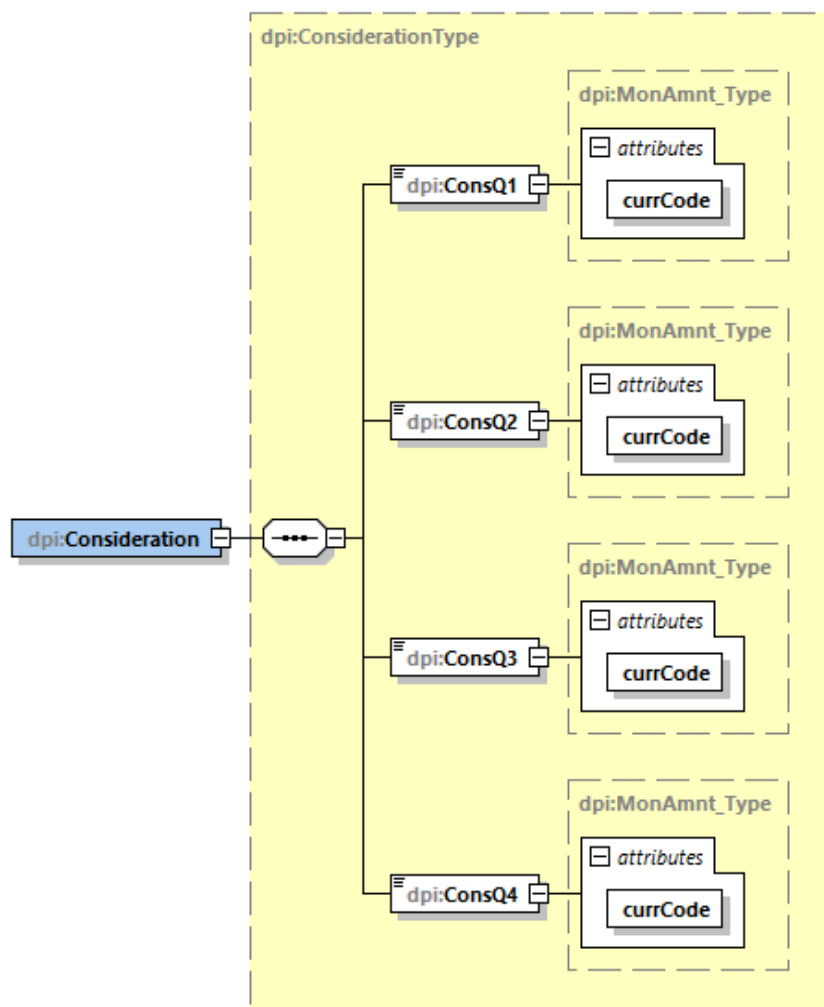 dpi:ConsiderationType
dpi:MonAmnt_Type
attributes
dpi:ConsQ1
currCode
dpi:MonAmnt_Type
attributes
dpi:ConsQ2
currCode
dpi:Consideration
dpi:MonAmnt_Type
attributes
dpi:ConsQ3
currCode
dpi:MonAmnt_Type
attributes
dpi:ConsQ4
currCode